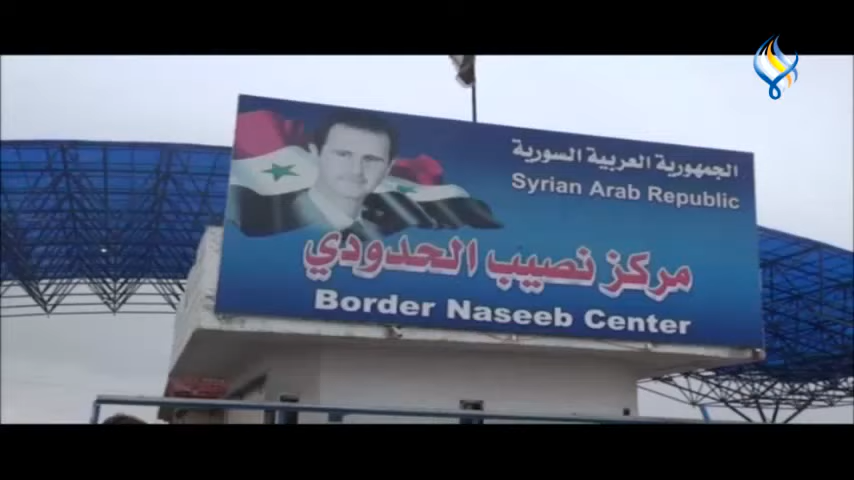 الجمهورية العربية السورية
Syrian Arab Republic
مركز نصيب الحدودي
Border Naseeb Center